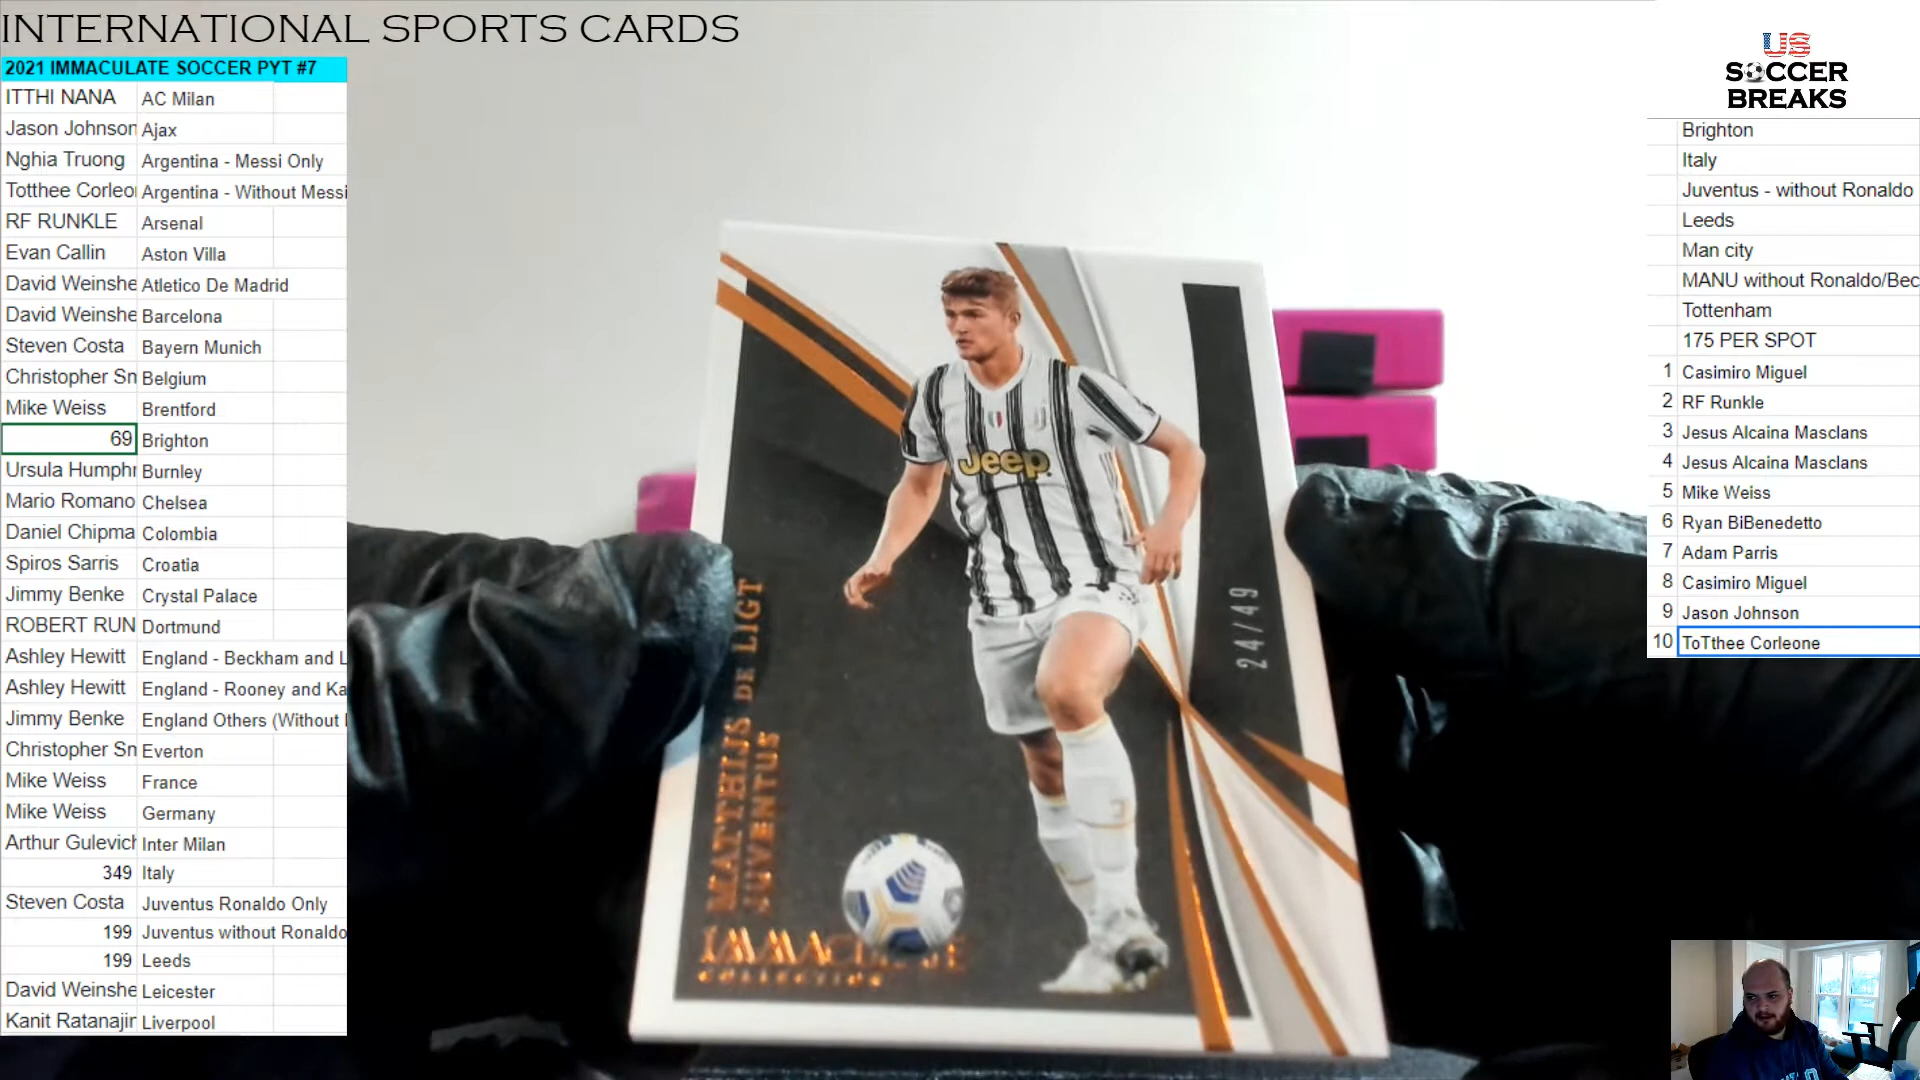 INTERNATIONAL SPORTS CARDS
2021 IMMACULATE SOCCER PYT #7
ITTHI NANA AC Milan
Jason Johnson Ajax
Nghia Truong Argentina - Messi Only
Totthee Corleo Argentina - Without Messi
RF RUNKLE Arsenal
Evan Callin Aston Villa
David Weinshe Atletico De Madrid
David Weinshe Barcelona
Steven Costa Bayern Munich
Christopher Sn Belgium
Mike Weiss Brentford
69 Brighton
Ursula Humphr Burnley
Mario Romano Chelsea
Daniel Chipma Colombia
Spiros Sarris Croatia
Jimmy Benke Crystal Palace
ROBERT RUN Dortmund
Ashley Hewitt England - Beckham and L
Ashley Hewitt England - Rooney and Ka
Jimmy Benke England Others (Without
Christopher Sn Everton
Mike Weiss France
Mike Weiss Germany
Arthur Gulevich Inter Milan
349 Italy
Steven Costa Juventus Ronaldo Only
199 Juventus without Ronaldo
199 Leeds
David Weinshe Leicester
Kanit Ratanajir Liverpool
Jeep
24/49
MATTHIJS DE LIGT
JUVENTUS
IMMACULATE
COLLECTION
US
SOCCER
BREAKS
Brighton
Italy
Juventus - without Ronaldo
Leeds
Man city
MANU without Ronaldo/Bec
Tottenham
175 PER SPOT
1 Casimiro Miguel
2 RF Runkle
3 Jesus Alcaina Masclans
4 Jesus Alcaina Masclans
5 Mike Weiss
6 Ryan BiBenedetto
7 Adam Parris
8 Casimiro Miguel
9 Jason Johnson
10 ToTthee Corleone